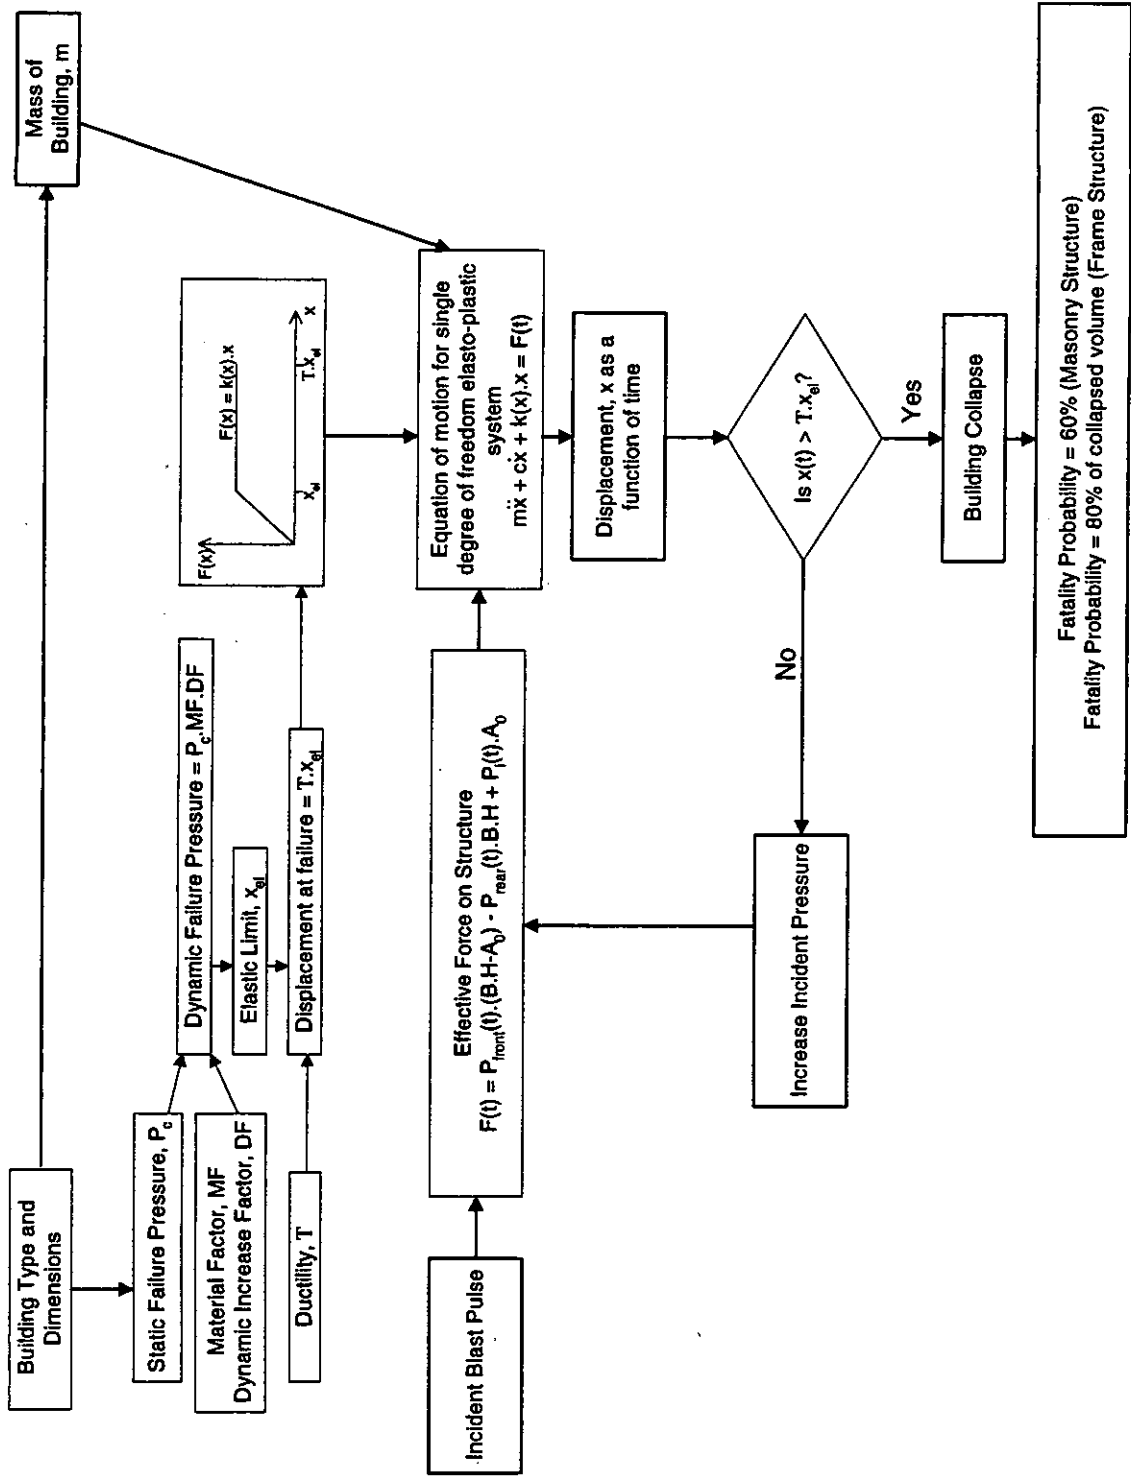 Building Type and
Dimensions
Mass of
Building, m
Static Failure Pressure, P_c
Material Factor, MF
Dynamic Increase Factor, DF
Ductility, T
Dynamic Failure Pressure = P_c.MF.DF
Elastic Limit, x_el
Displacement at failure = T.x_el
F(x)
F(x) = k(x).x
x_el
T.x_el
x
Incident Blast Pulse
Effective Force on Structure
F(t) = P_front(t).(B.H-A_0) - P_rear(t).B.H + P_i(t).A_0
Equation of motion for single
degree of freedom elasto-plastic
system
mẍ + cẋ + k(x).x = F(t)
Displacement, x as a
function of time
Is x(t) > T.x_el?
No
Yes
Increase Incident Pressure
Building Collapse
Fatality Probability = 60% (Masonry Structure)
Fatality Probability = 80% of collapsed volume (Frame Structure)